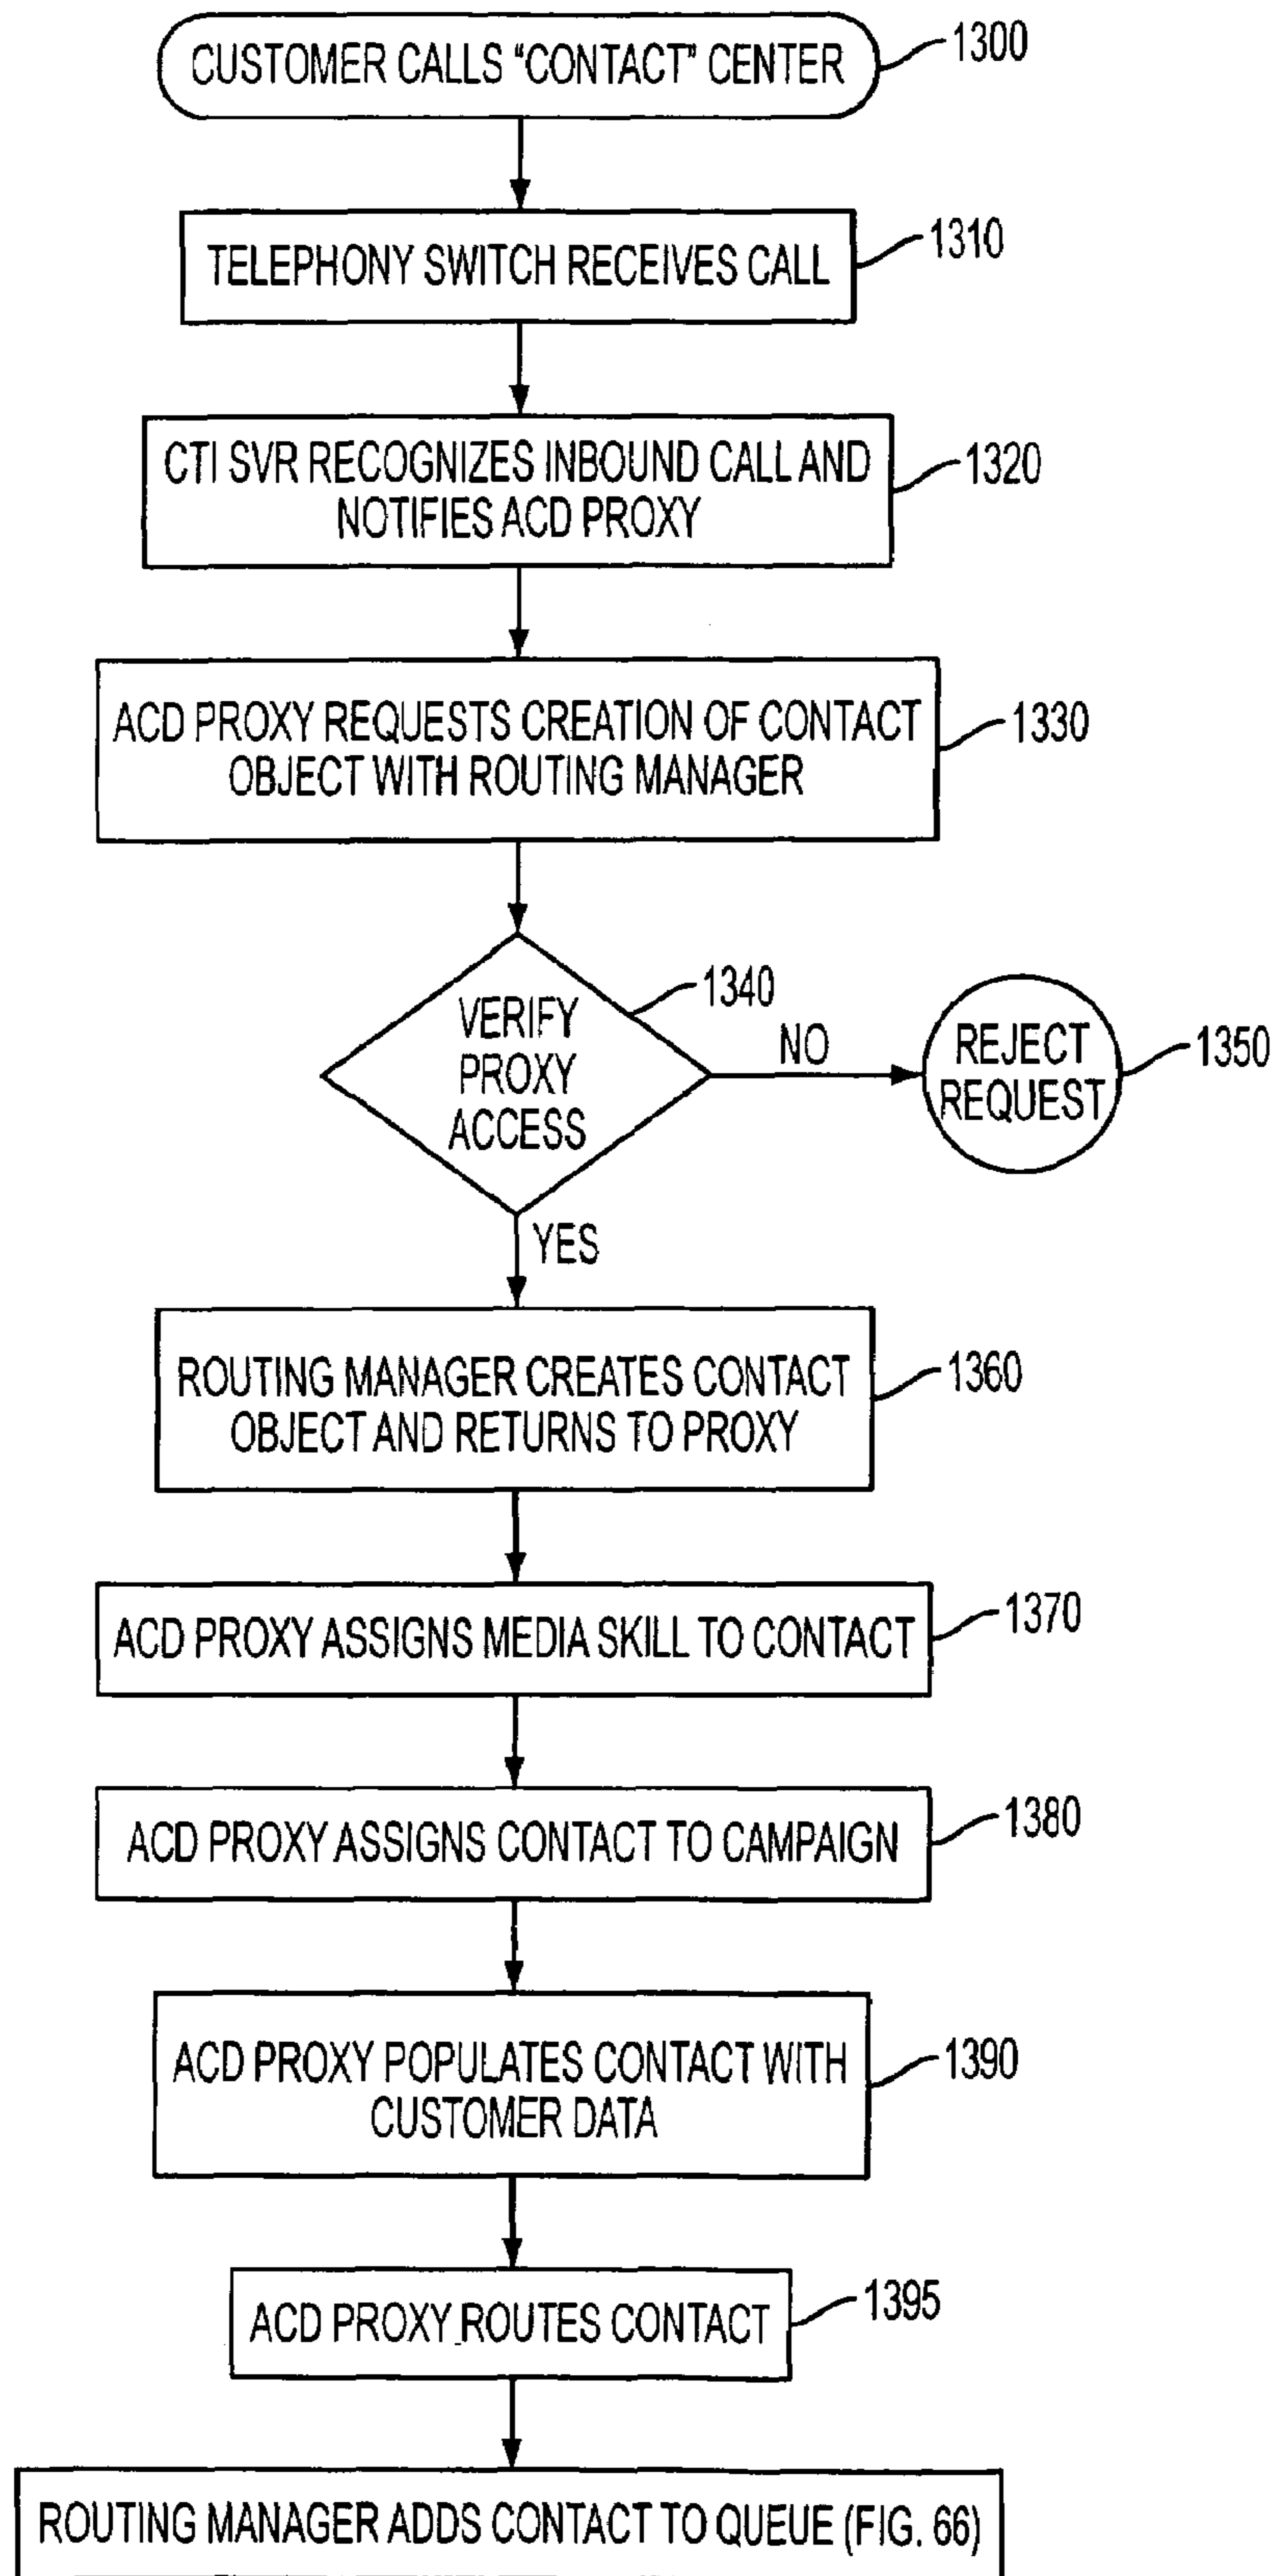 CUSTOMER CALLS "CONTACT" CENTER
1300
TELEPHONY SWITCH RECEIVES CALL
1310
CTI SVR RECOGNIZES INBOUND CALL AND
NOTIFIES ACD PROXY
1320
ACD PROXY REQUESTS CREATION OF CONTACT
OBJECT WITH ROUTING MANAGER
1330
VERIFY
PROXY
ACCESS
1340
NO
REJECT
REQUEST
1350
YES
ROUTING MANAGER CREATES CONTACT
OBJECT AND RETURNS TO PROXY
1360
ACD PROXY ASSIGNS MEDIA SKILL TO CONTACT
1370
ACD PROXY ASSIGNS CONTACT TO CAMPAIGN
1380
ACD PROXY POPULATES CONTACT WITH
CUSTOMER DATA
1390
ACD PROXY ROUTES CONTACT
1395
ROUTING MANAGER ADDS CONTACT TO QUEUE (FIG. 66)